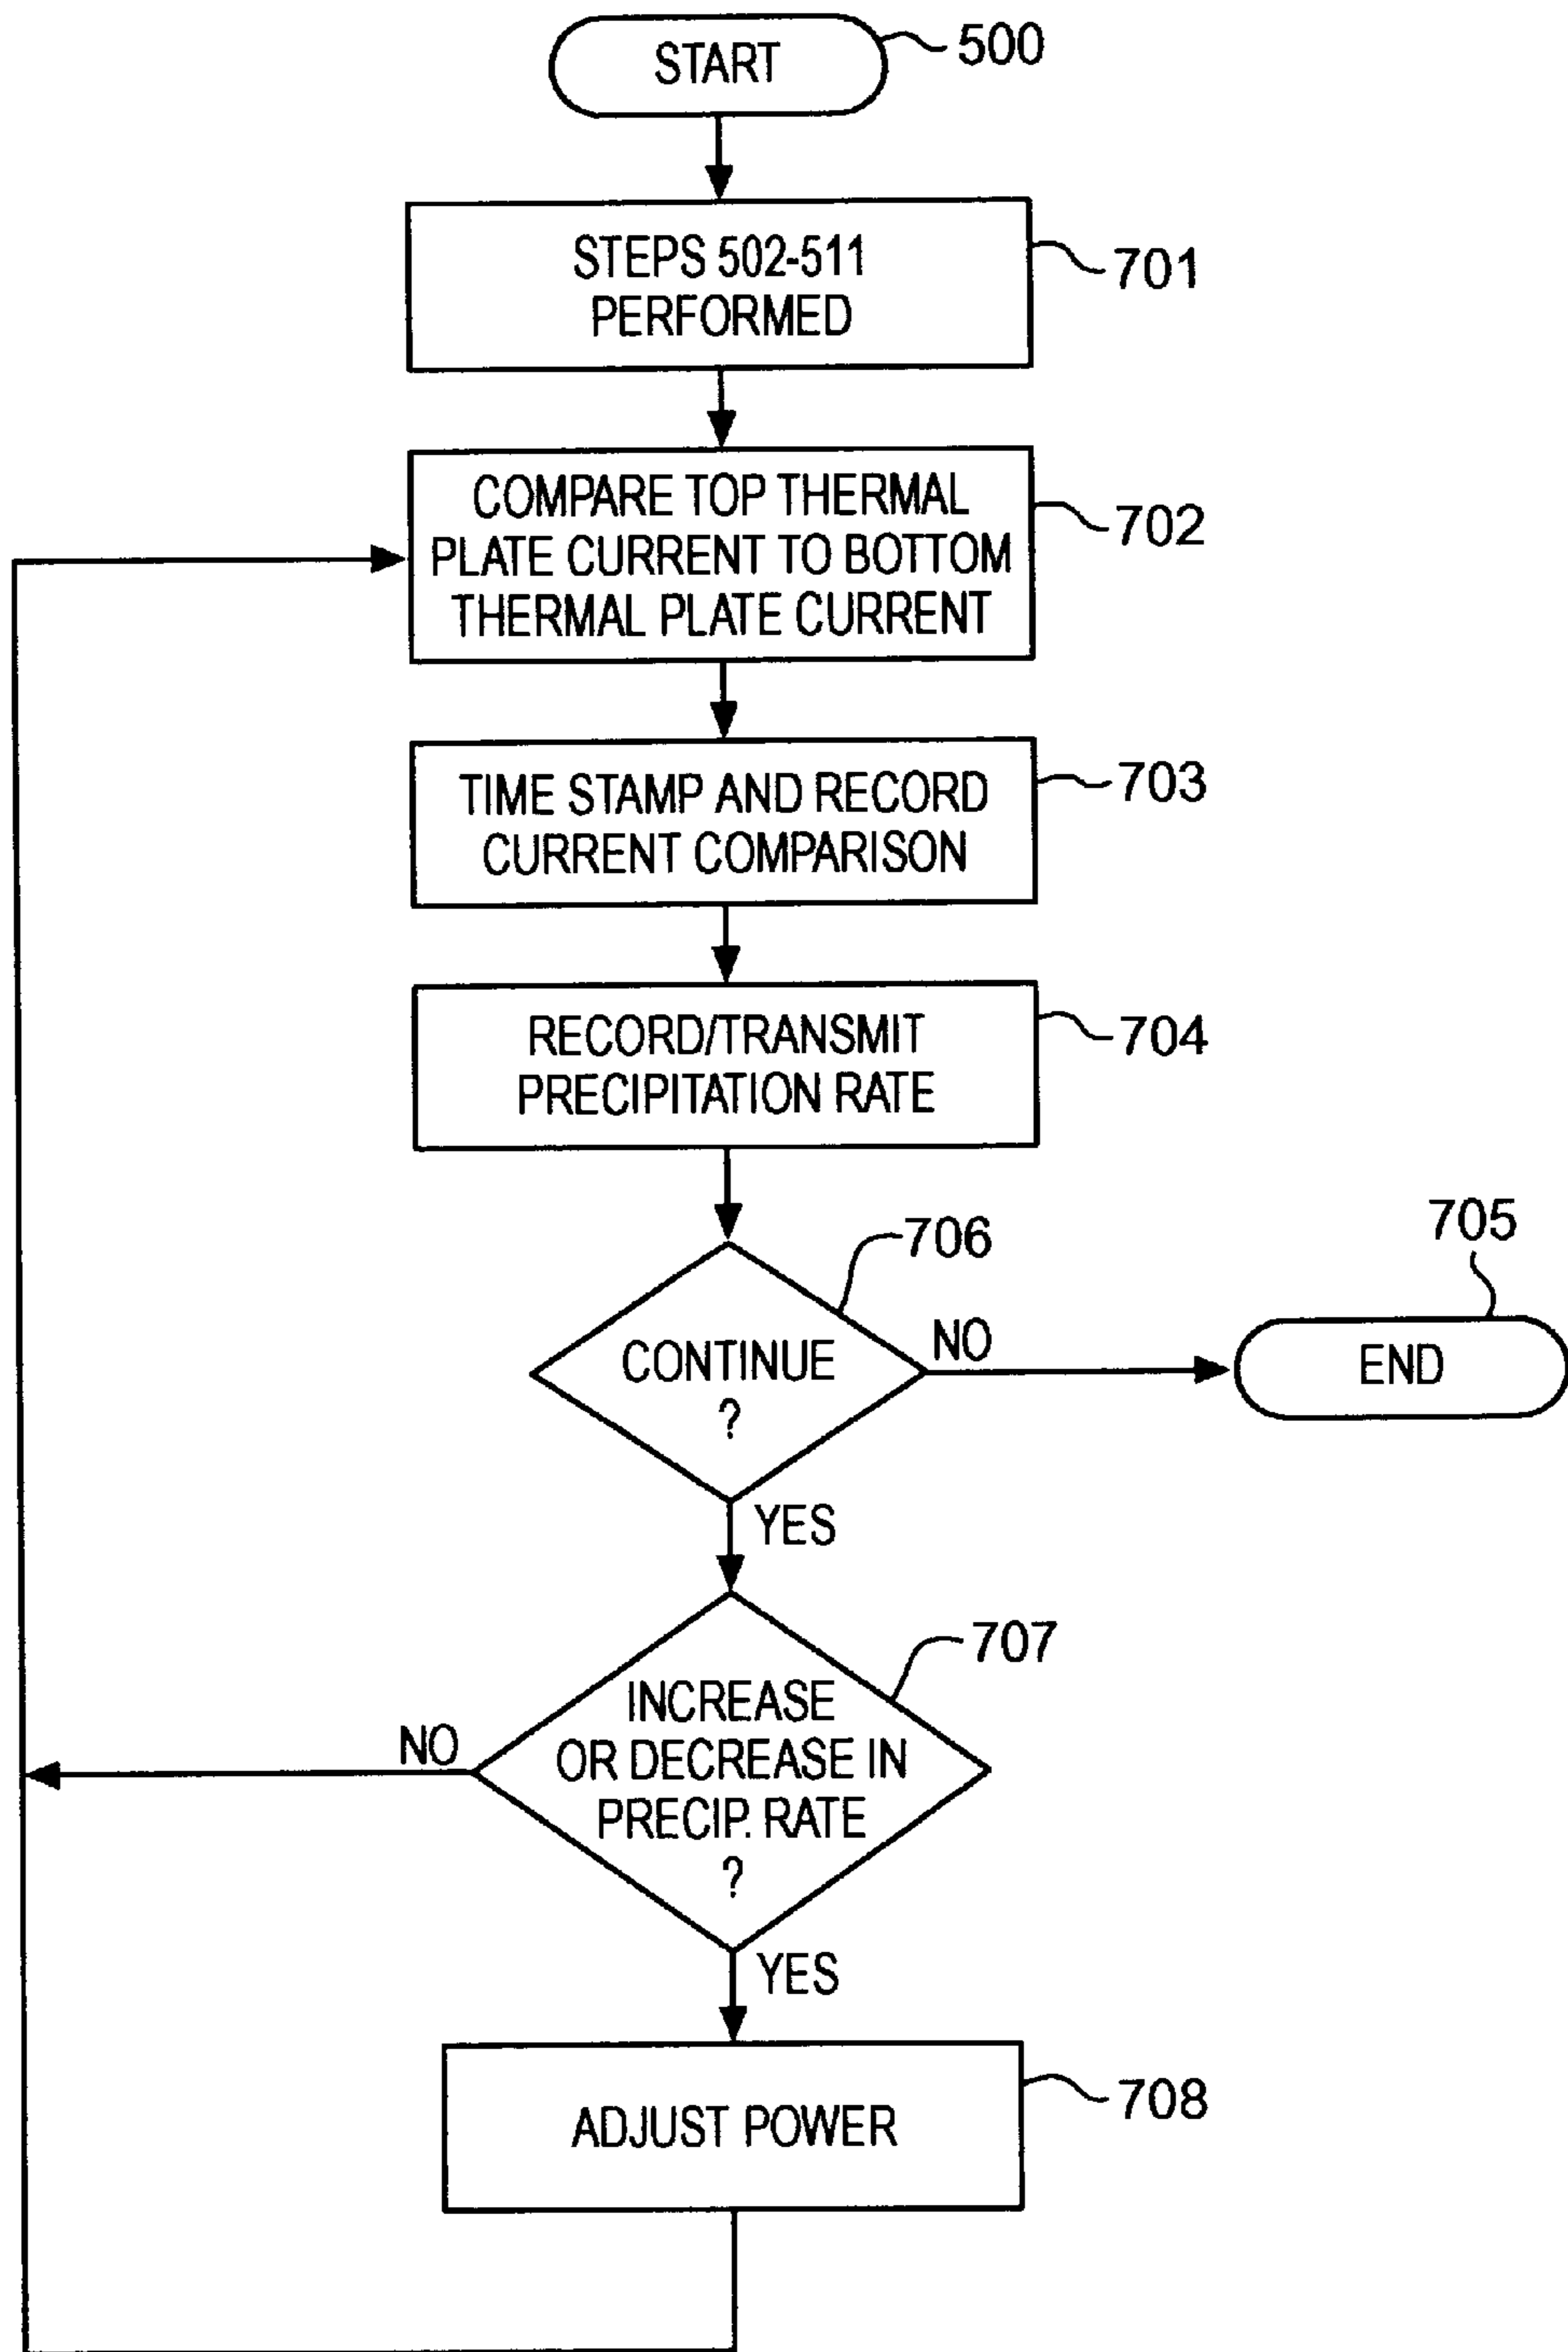 START
500
STEPS 502-511
PERFORMED
701
COMPARE TOP THERMAL
PLATE CURRENT TO BOTTOM
THERMAL PLATE CURRENT
702
TIME STAMP AND RECORD
CURRENT COMPARISON
703
RECORD/TRANSMIT
PRECIPITATION RATE
704
706
CONTINUE
?
NO
705
END
YES
707
INCREASE
OR DECREASE IN
PRECIP. RATE
?
NO
YES
ADJUST POWER
708